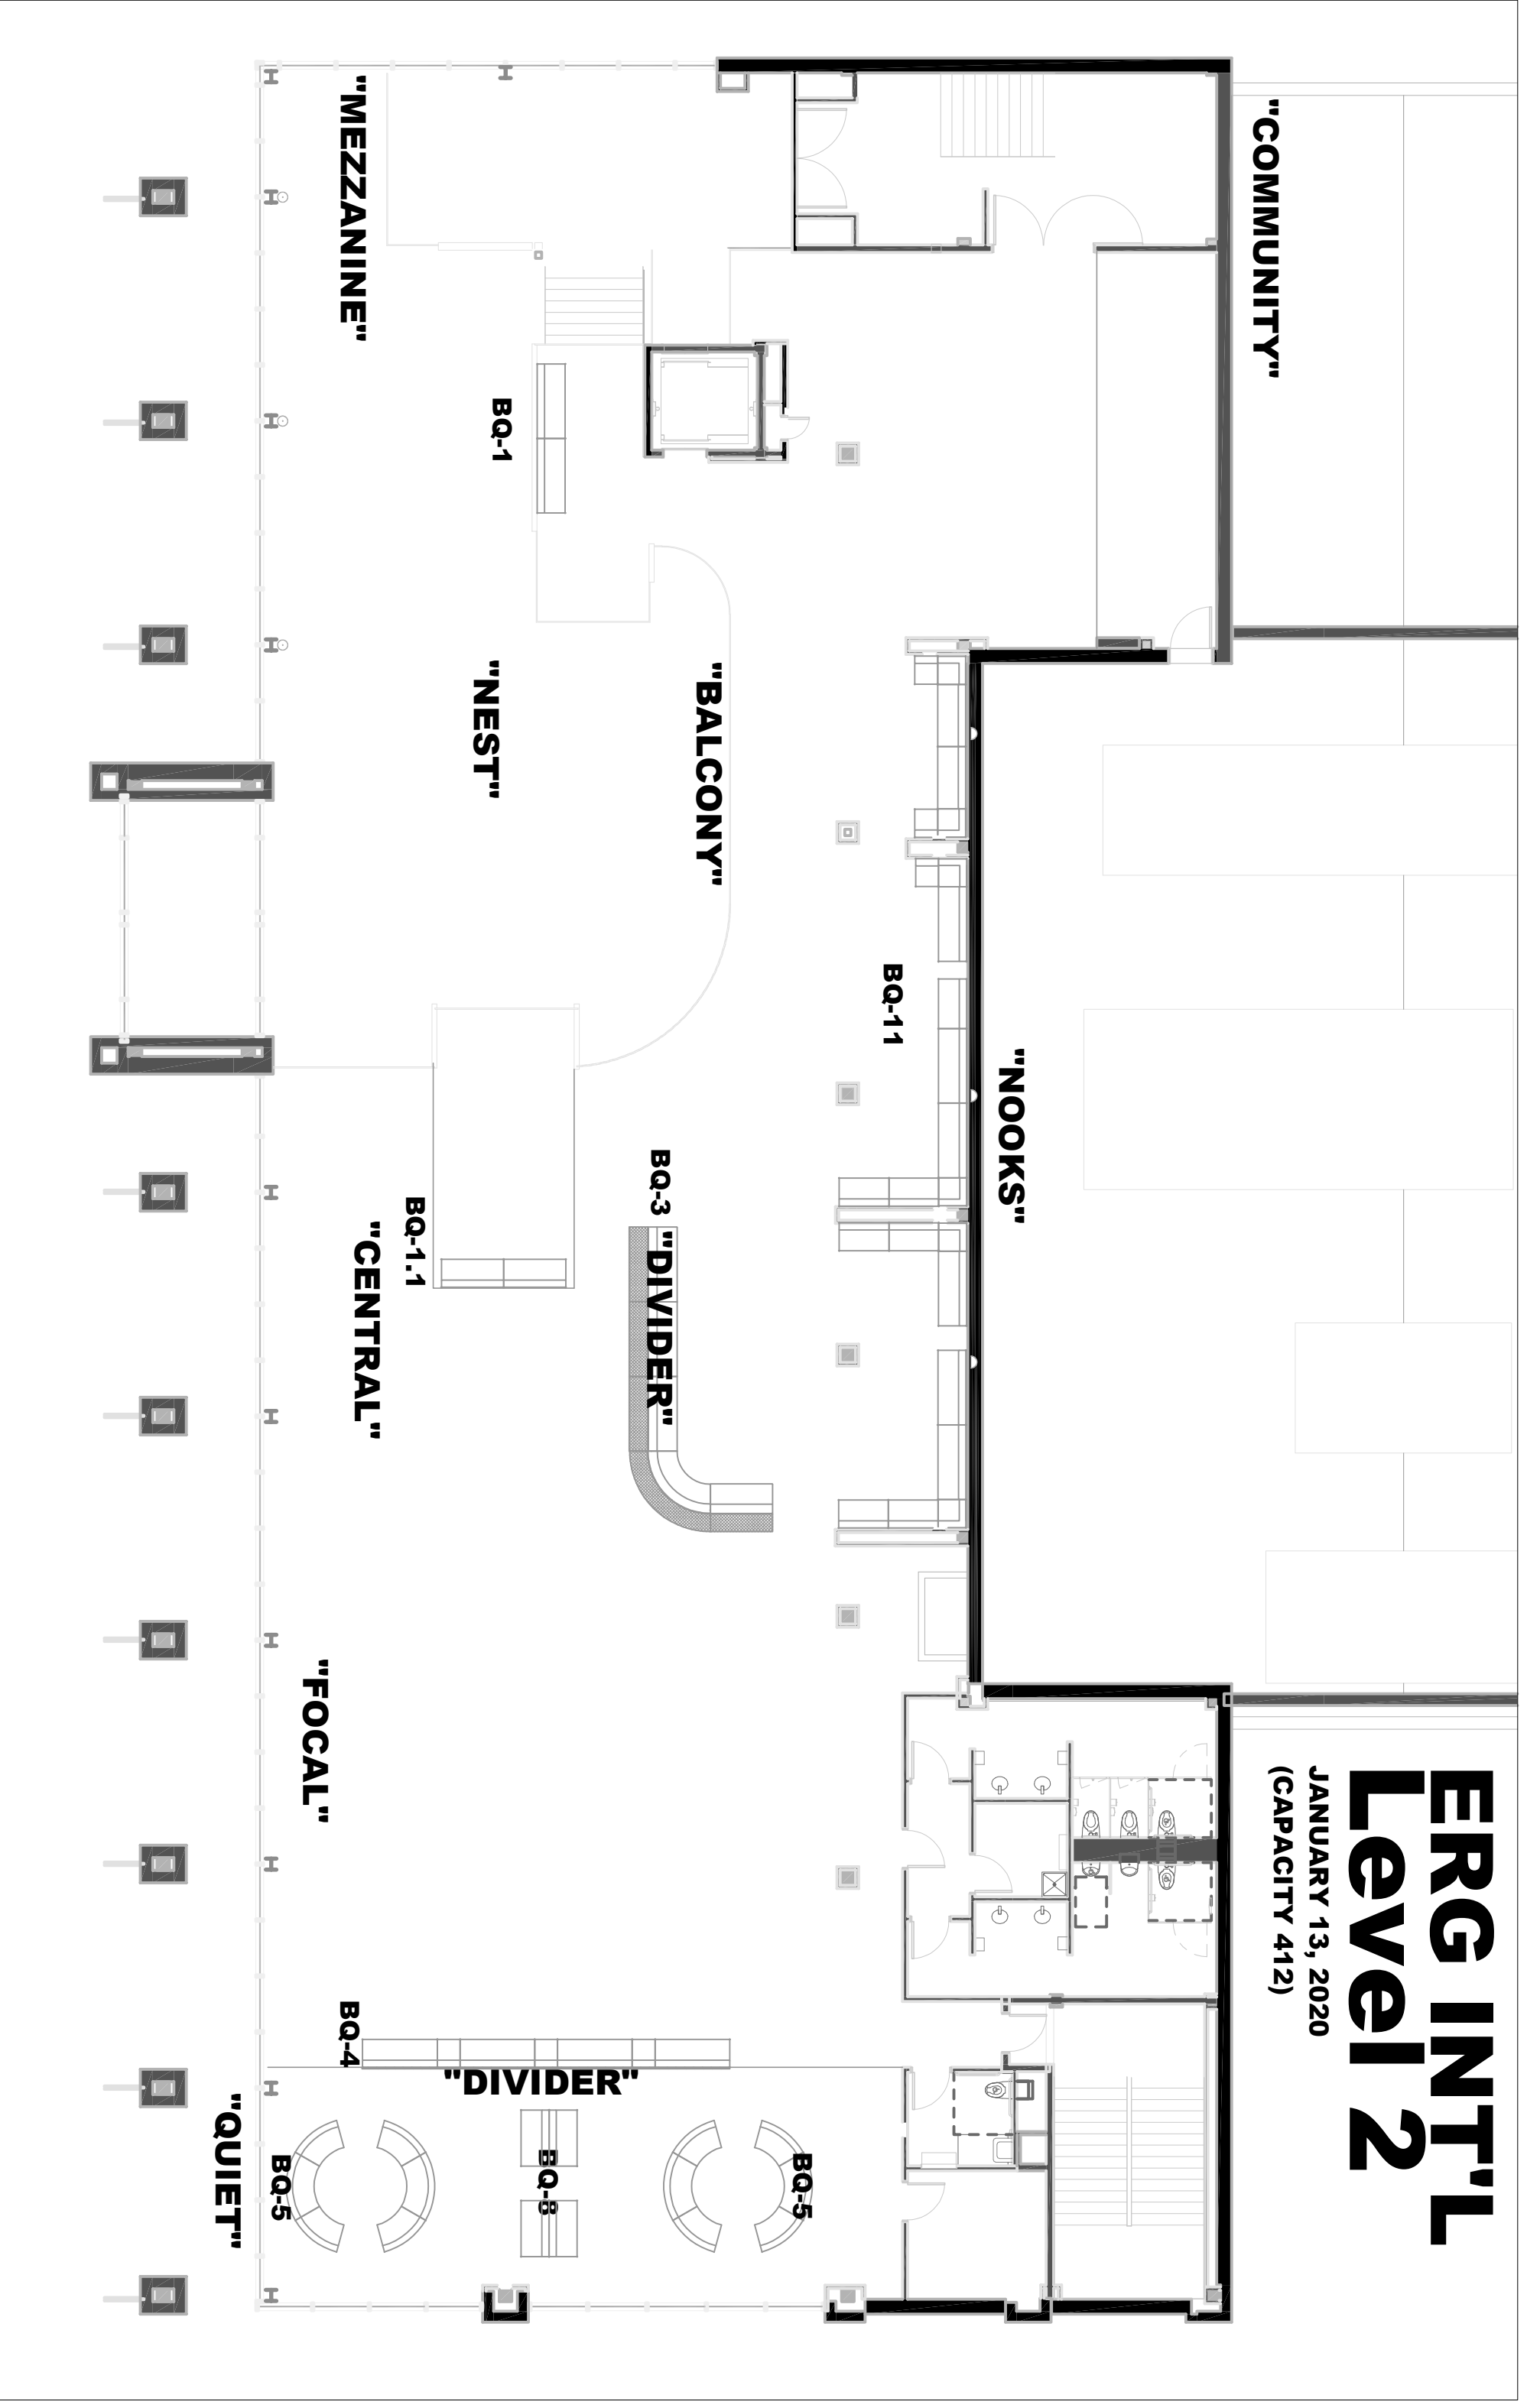 ERG INT'L
Level 2
JANUARY 13, 2020
(CAPACITY 412)
"COMMUNITY"
"NOOKS"
BQ-11
"BALCONY"
BQ-3
"DIVIDER"
BQ-1
"NEST"
"MEZZANINE"
BQ-1.1
"CENTRAL"
"FOCAL"
BQ-4
"DIVIDER"
BQ-5
BQ-8
BQ-5
"QUIET"